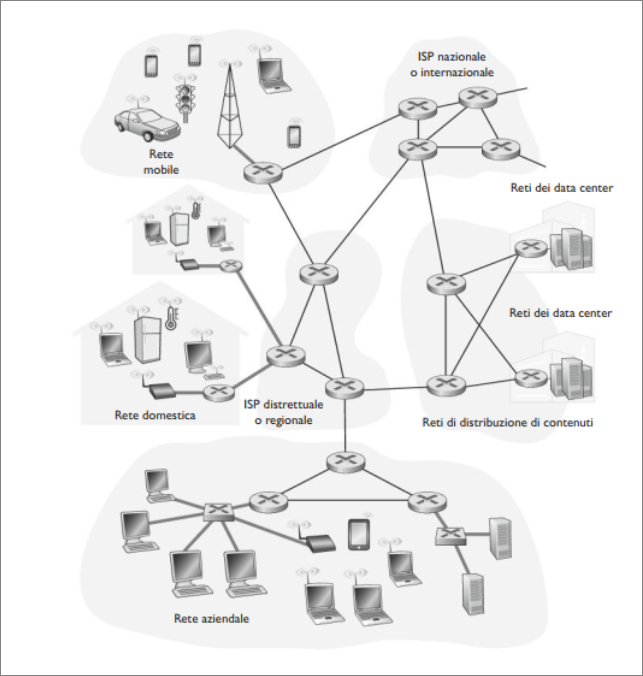 ISP nazionale
o internazionale
Rete
mobile
Reti dei data center
Reti dei data center
Rete domestica
ISP distrettuale
o regionale
Reti di distribuzione di contenuti
Rete aziendale